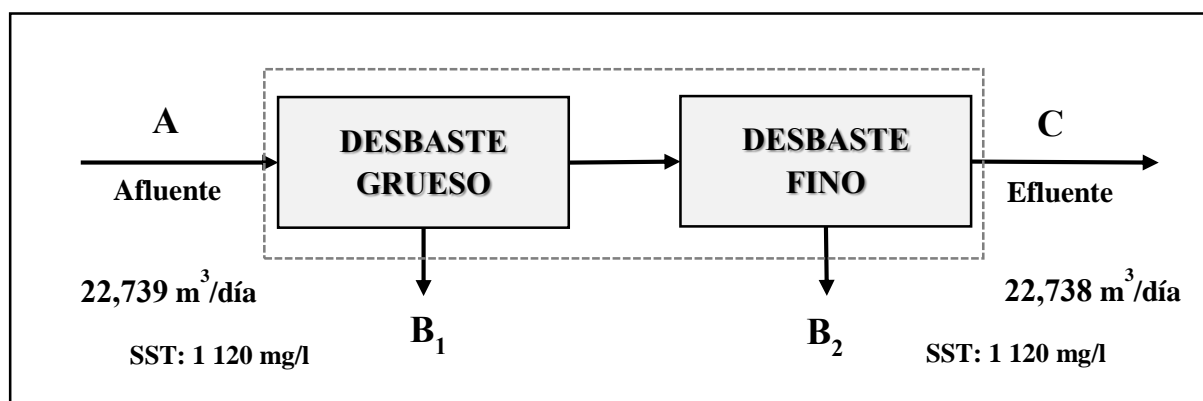 A
Afluente
DESBASTE
GRUESO
DESBASTE
FINO
C
Efluente
22,739 m³/día
SST: 1 120 mg/l
B₁
B₂
22,738 m³/día
SST: 1 120 mg/l